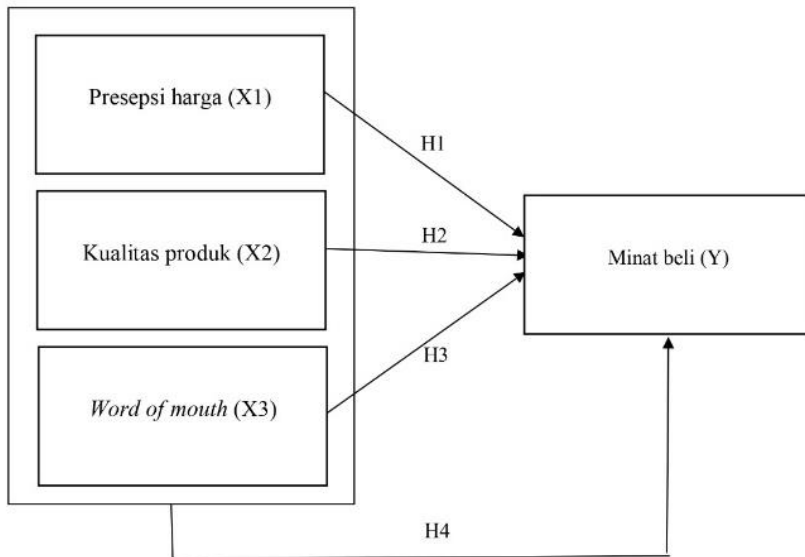 Presepsi harga (X1)
H1
Kualitas produk (X2)
H2
Minat beli (Y)
H3
Word of mouth (X3)
H4